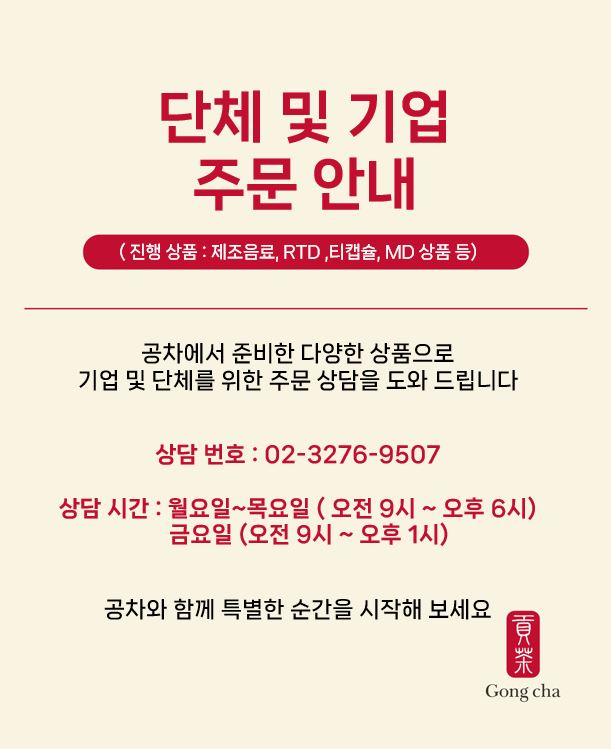 단체 및 기업
주문 안내
( 진행 상품 : 제조음료, RTD ,티캡슐, MD 상품 등)
공차에서 준비한 다양한 상품으로
기업 및 단체를 위한 주문 상담을 도와 드립니다
상담 번호 : 02-3276-9507
상담 시간 : 월요일~목요일 ( 오전 9시 ~ 오후 6시)
금요일 (오전 9시 ~ 오후 1시)
공차와 함께 특별한 순간을 시작해 보세요
貢茶
Gong cha